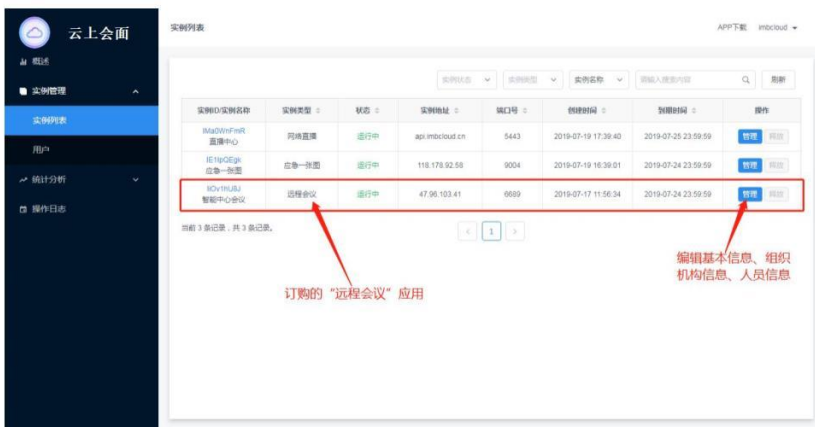 云上会面
实例列表
APP下载 imbcloud
概述
实例管理
实例列表
用户
统计分析
操作日志
实例状态 实例类型 实例名称 请输入搜索内容 刷新
实例ID/实例名称 实例类型 状态 实例地址 端口号 创建时间 到期时间 操作
IMa0WnFmR
直播中心
网络直播 运行中 api.imbcloud.cn 5443 2019-07-19 17:39:40 2019-07-25 23:59:59 管理 释放
应急一张图
应急一张图 运行中 118.178.92.58 9004 2019-07-19 16:39:01 2019-07-24 23:59:59 管理 释放
智能中心会议
远程会议 运行中 47.96.103.41 6689 2019-07-17 11:56:34 2019-07-24 23:59:59 管理 释放
当前 3 条记录，共 3 条记录。
1
编辑基本信息、组织
机构信息、人员信息
订购的“远程会议”应用